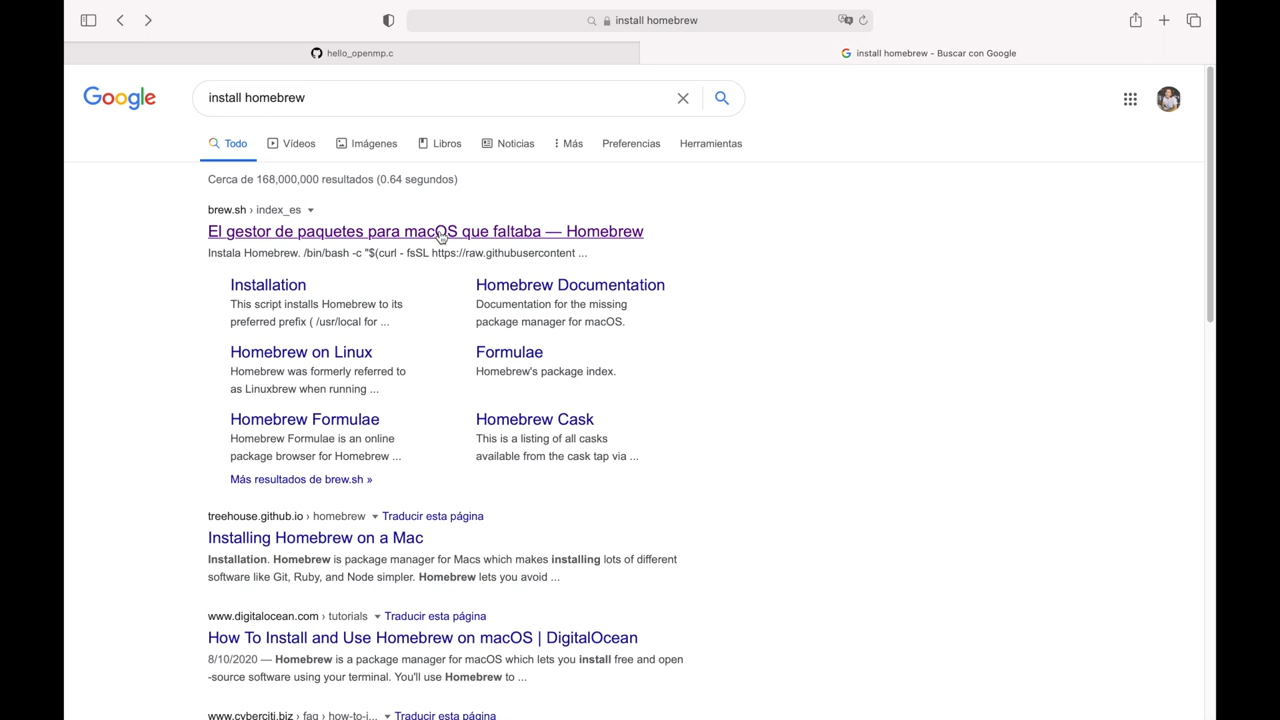 install homebrew
hello_openmp.c
install homebrew - Buscar con Google
Google
install homebrew
Todo
Vídeos
Imágenes
Libros
Noticias
Más
Preferencias
Herramientas
Cerca de 168,000,000 resultados (0.64 segundos)
brew.sh › index_es
El gestor de paquetes para macOS que faltaba — Homebrew
Instala Homebrew. /bin/bash -c "$(curl - fsSL https://raw.githubusercontent ...
Installation
This script installs Homebrew to its
preferred prefix ( /usr/local for ...
Homebrew Documentation
Documentation for the missing
package manager for macOS.
Homebrew on Linux
Homebrew was formerly referred to
as Linuxbrew when running ...
Formulae
Homebrew's package index.
Homebrew Formulae
Homebrew Formulae is an online
package browser for Homebrew ...
Homebrew Cask
This is a listing of all casks
available from the cask tap via ...
Más resultados de brew.sh »
treehouse.github.io › homebrew Traducir esta página
Installing Homebrew on a Mac
Installation. Homebrew is package manager for Macs which makes installing lots of different
software like Git, Ruby, and Node simpler. Homebrew lets you avoid ...
www.digitalocean.com › tutorials Traducir esta página
How To Install and Use Homebrew on macOS | DigitalOcean
8/10/2020 — Homebrew is a package manager for macOS which lets you install free and open
-source software using your terminal. You'll use Homebrew to ...
www.cyberciti.biz › faq › how-to-i... Traducir esta página